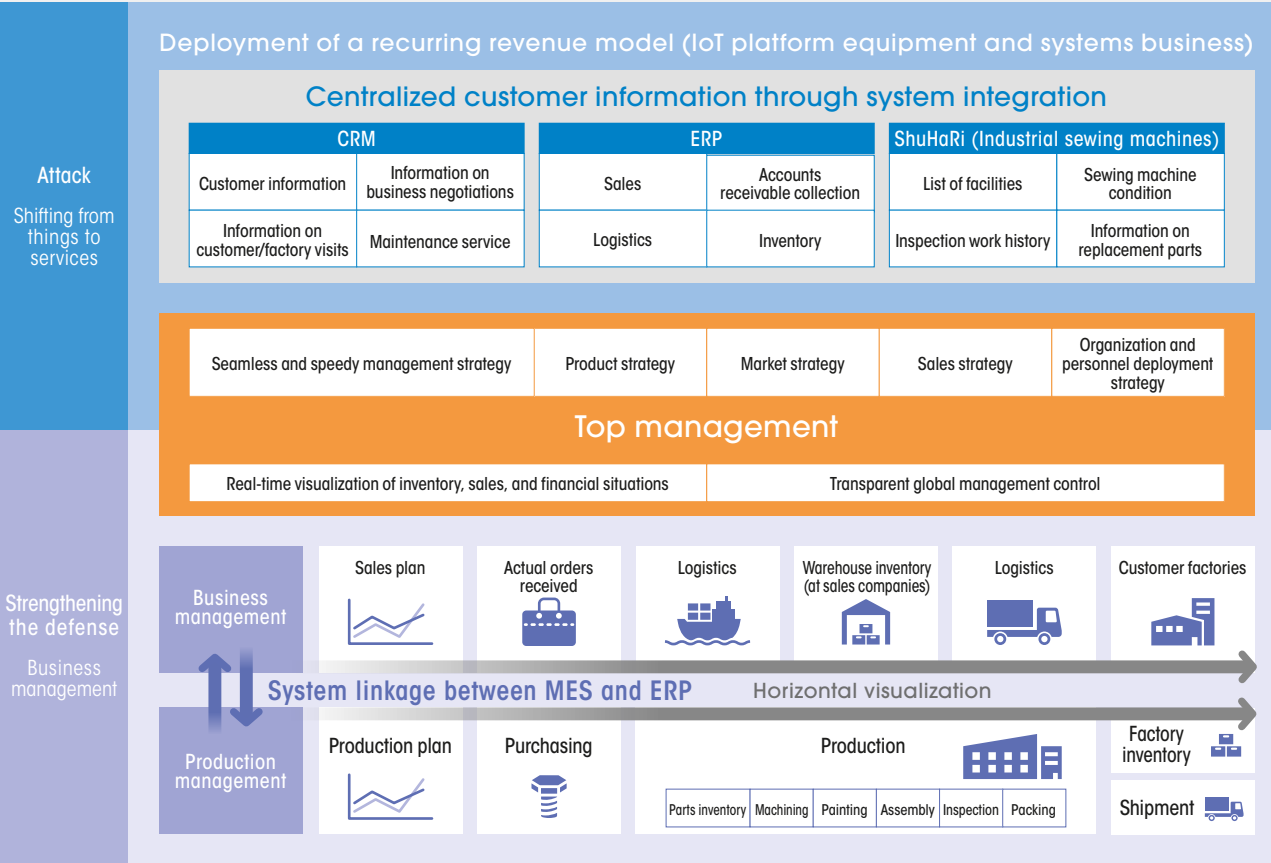 Deployment of a recurring revenue model (IoT platform equipment and systems business)
Centralized customer information through system integration
CRM
Customer information
Information on
business negotiations
Information on
customer/factory visits
Maintenance service
ERP
Sales
Accounts
receivable collection
Logistics
Inventory
ShuHaRi (Industrial sewing machines)
List of facilities
Sewing machine
condition
Inspection work history
Information on
replacement parts
Attack
Shifting from
things to
services
Seamless and speedy management strategy
Product strategy
Market strategy
Sales strategy
Organization and
personnel deployment
strategy
Top management
Real-time visualization of inventory, sales, and financial situations
Transparent global management control
Strengthening
the defense
Business
management
Business
management
Sales plan
Actual orders
received
Logistics
Warehouse inventory
(at sales companies)
Logistics
Customer factories
System linkage between MES and ERP
Horizontal visualization
Production
management
Production plan
Purchasing
Production
Parts inventory
Machining
Painting
Assembly
Inspection
Packing
Factory
inventory
Shipment